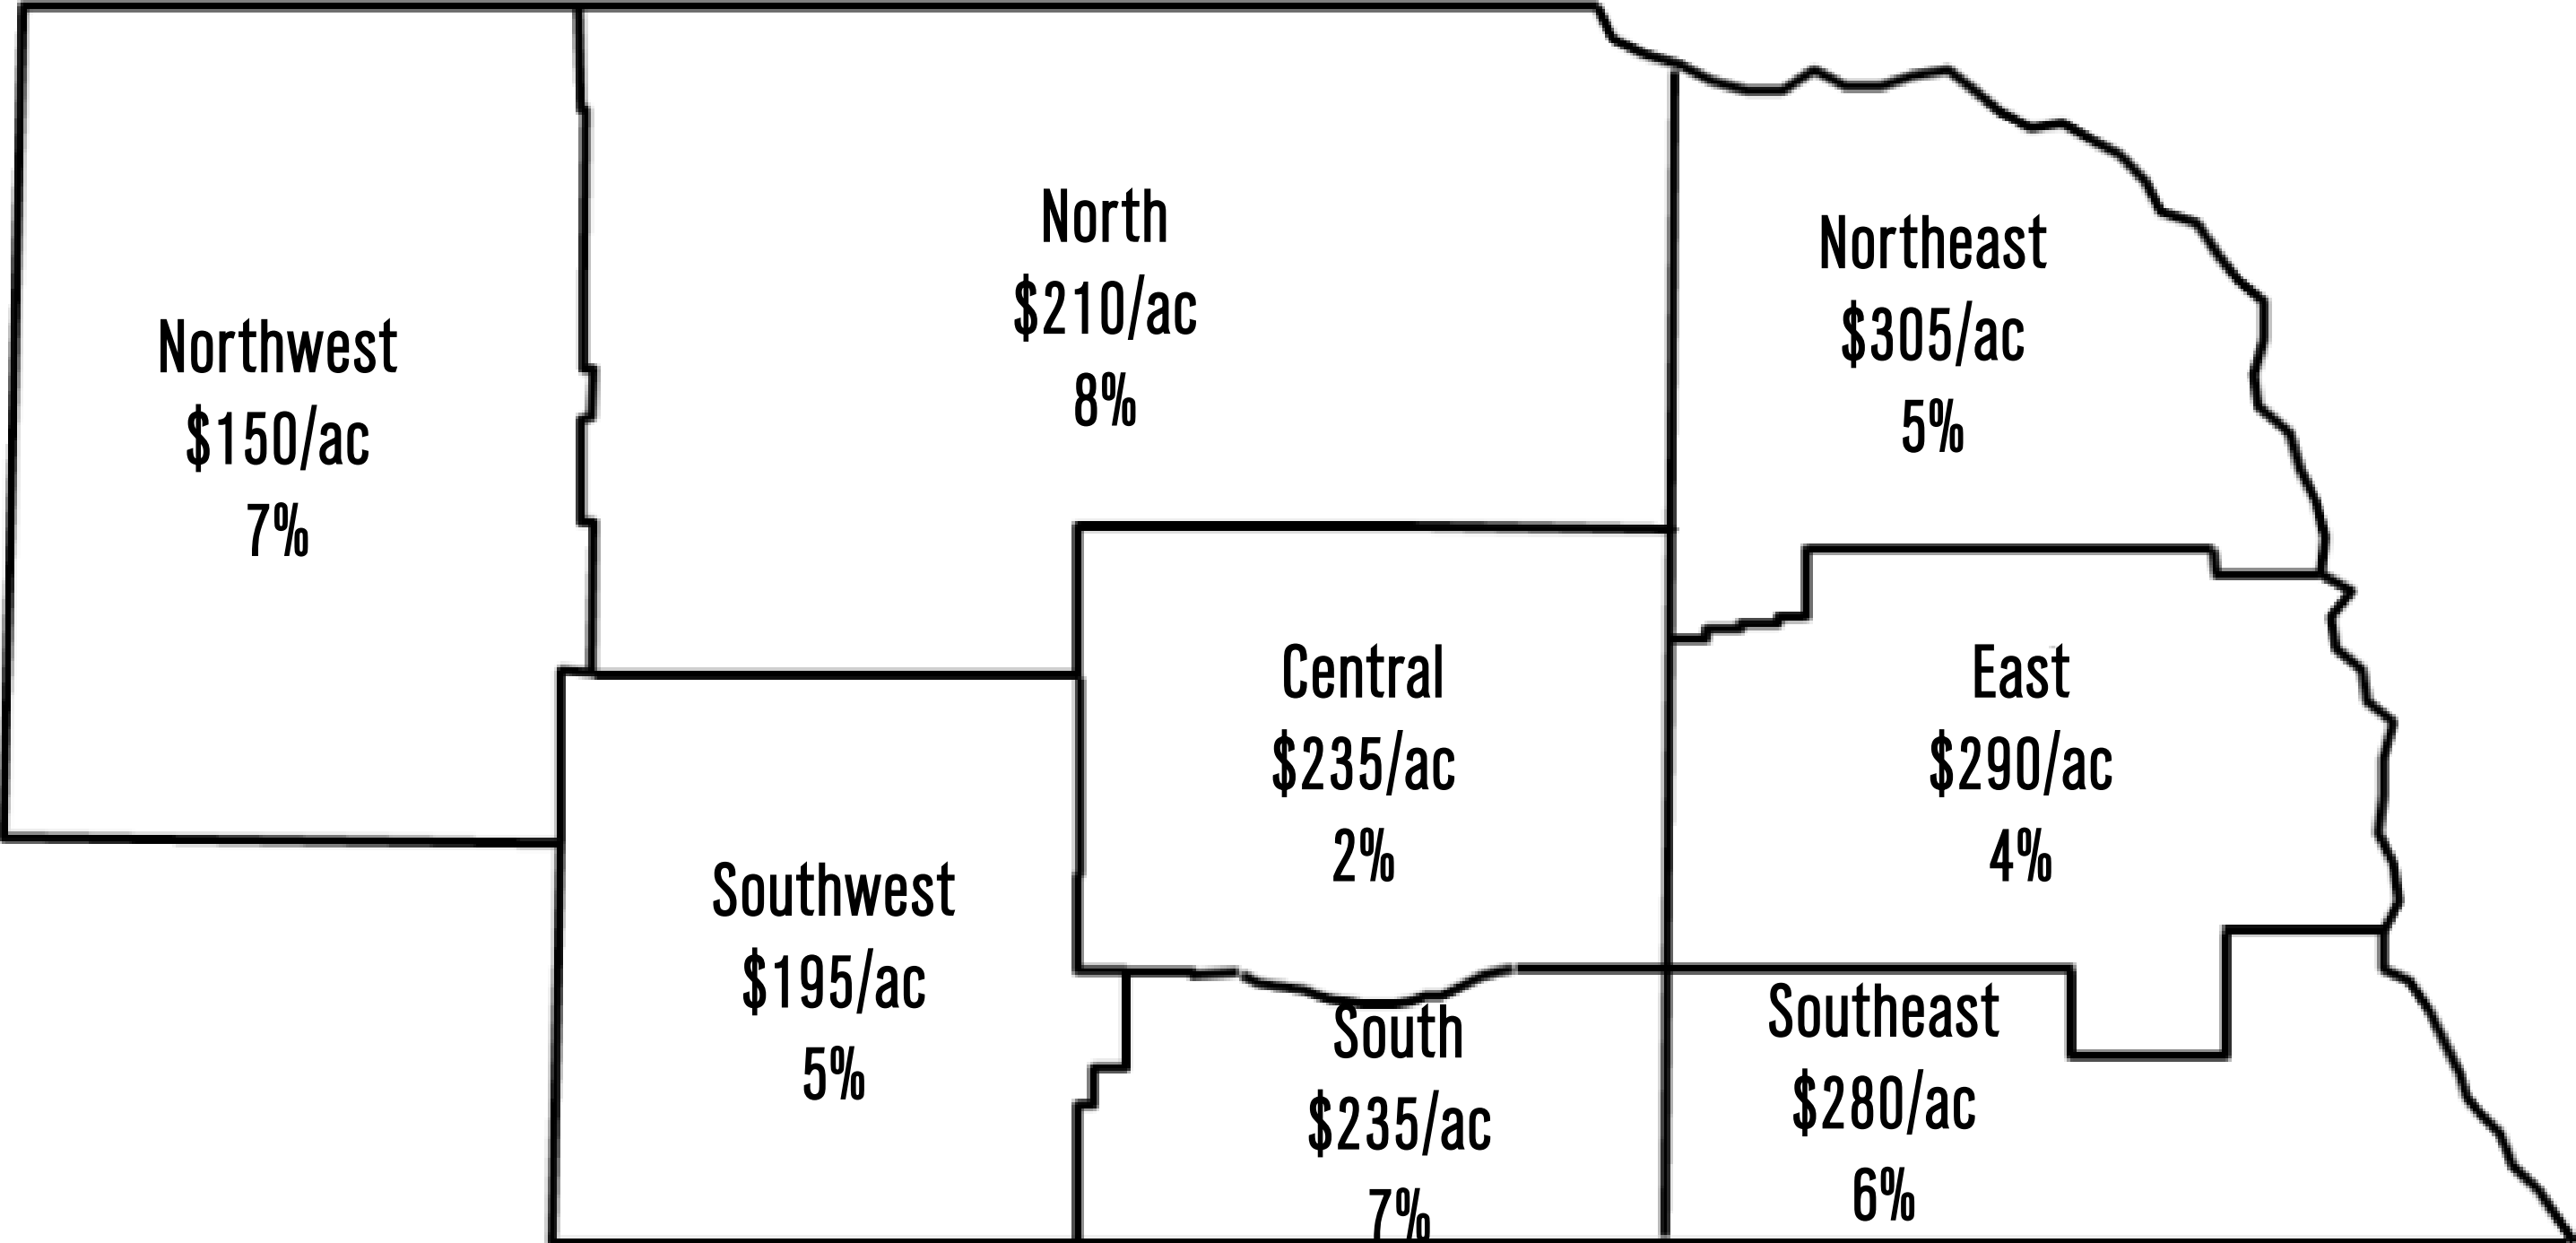 North
$210/ac
8%
Northeast
$305/ac
5%
Northwest
$150/ac
7%
Central
$235/ac
2%
East
$290/ac
4%
Southwest
$195/ac
5%
South
$235/ac
7%
Southeast
$280/ac
6%